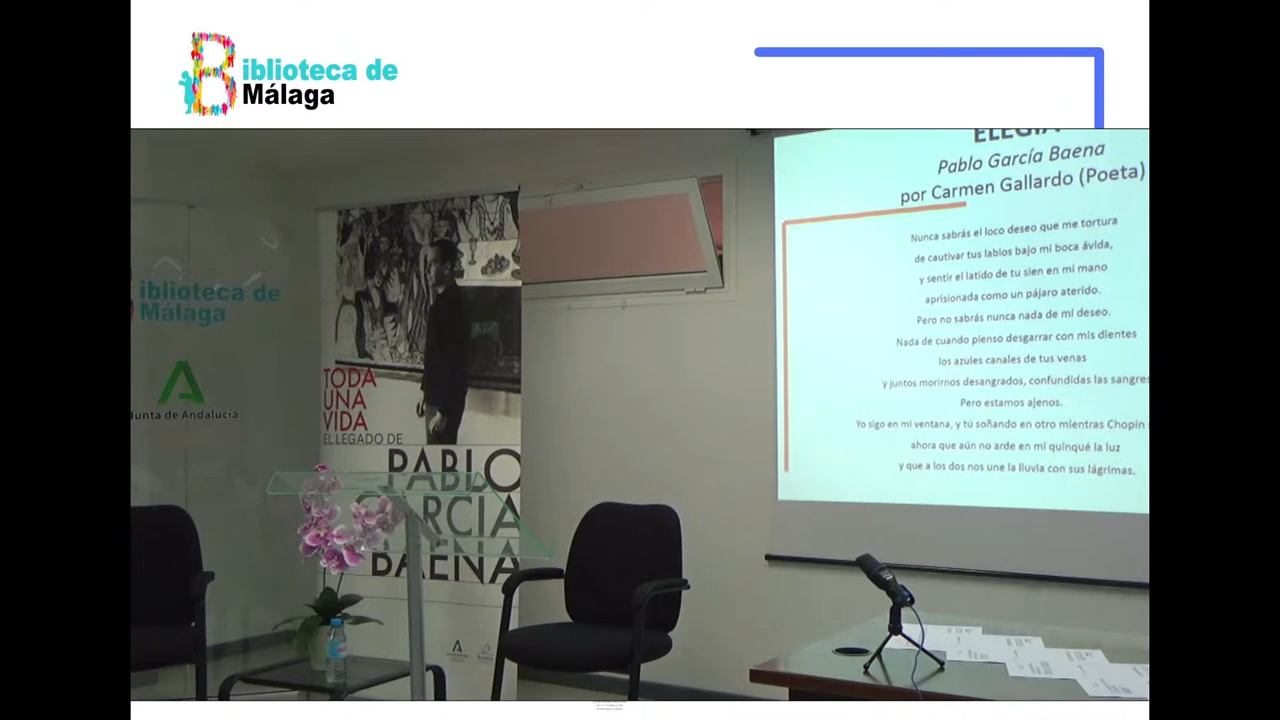 Biblioteca de
Málaga
iblioteca de
Málaga
Junta de Andalucía
TODA
UNA
VIDA
EL LEGADO DE
PABLO
GARCÍA
BAENA
ELEGÍA
Pablo García Baena
por Carmen Gallardo (Poeta)
Nunca sabrás el loco deseo que me tortura
de cautivar tus labios bajo mi boca ávida,
y sentir el latido de tu sien en mi mano
aprisionada como un pájaro aterido.
Pero no sabrás nunca nada de mi deseo.
Nada de cuando pienso desgarrar con mis dientes
los azules canales de tus venas
y juntos morirnos desangrados, confundidas las sangres
Pero estamos ajenos.
Yo sigo en mi ventana, y tú soñando en otro mientras Chopin
ahora que aún no arde en mi quinqué la luz
y que a los dos nos une la lluvia con sus lágrimas.